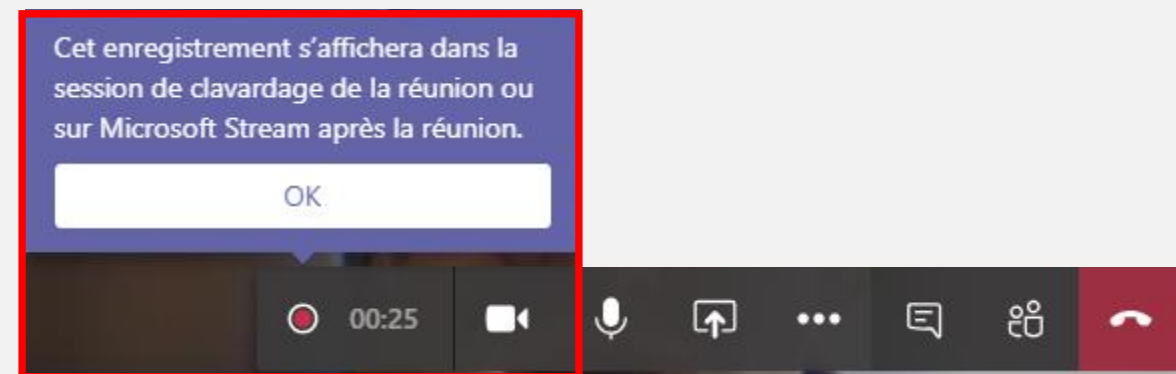 Cet enregistrement s’affichera dans la
session de clavardage de la réunion ou
sur Microsoft Stream après la réunion.
OK
00:25